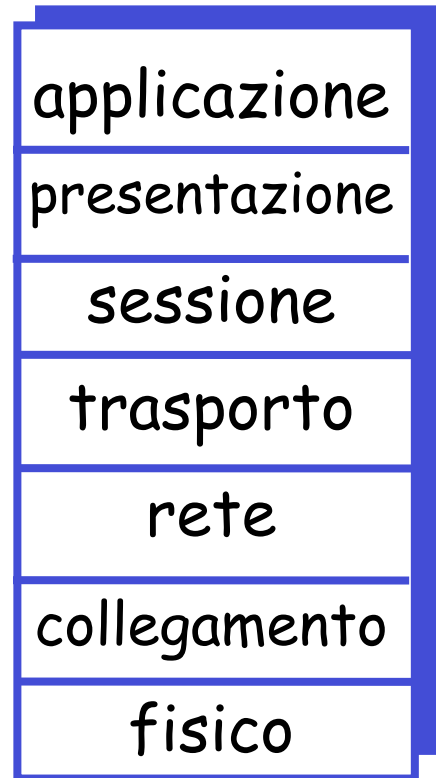 applicazione
presentazione
sessione
trasporto
rete
collegamento
fisico